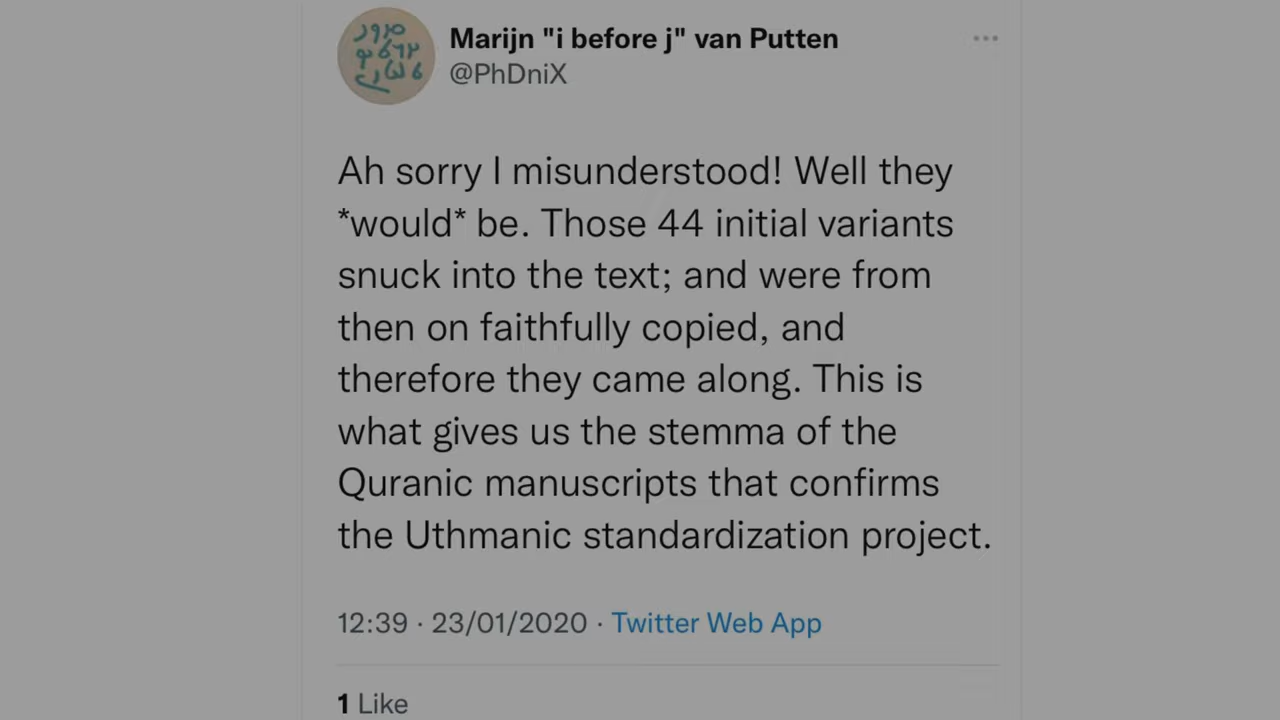 Marijn "i before j" van Putten
@PhDniX
Ah sorry I misunderstood! Well they
*would* be. Those 44 initial variants
snuck into the text; and were from
then on faithfully copied, and
therefore they came along. This is
what gives us the stemma of the
Quranic manuscripts that confirms
the Uthmanic standardization project.
12:39 · 23/01/2020 · Twitter Web App
1 Like